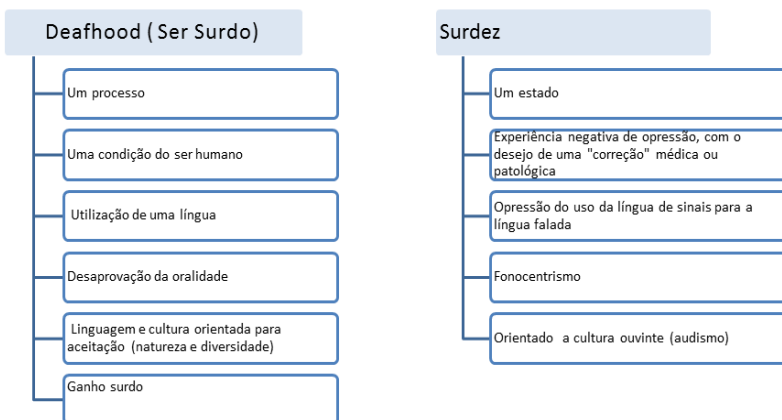 Deafhood ( Ser Surdo)
Um processo
Uma condição do ser humano
Utilização de uma língua
Desaprovação da oralidade
Linguagem e cultura orientada para
aceitação (natureza e diversidade)
Ganho surdo
Surdez
Um estado
Experiência negativa de opressão, com o
desejo de uma "correção" médica ou
patológica
Opressão do uso da língua de sinais para a
língua falada
Fonocentrismo
Orientado a cultura ouvinte (audismo)